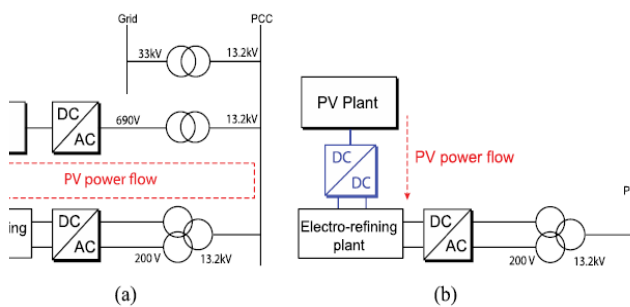 Grid
PCC
33kV
13.2kV
DC
AC
690V
13.2kV
PV power flow
ing
DC
AC
200 V
13.2kV
(a)
PV Plant
DC
DC
PV power flow
Electro-refining
plant
DC
AC
200 V
13.2kV
P
(b)